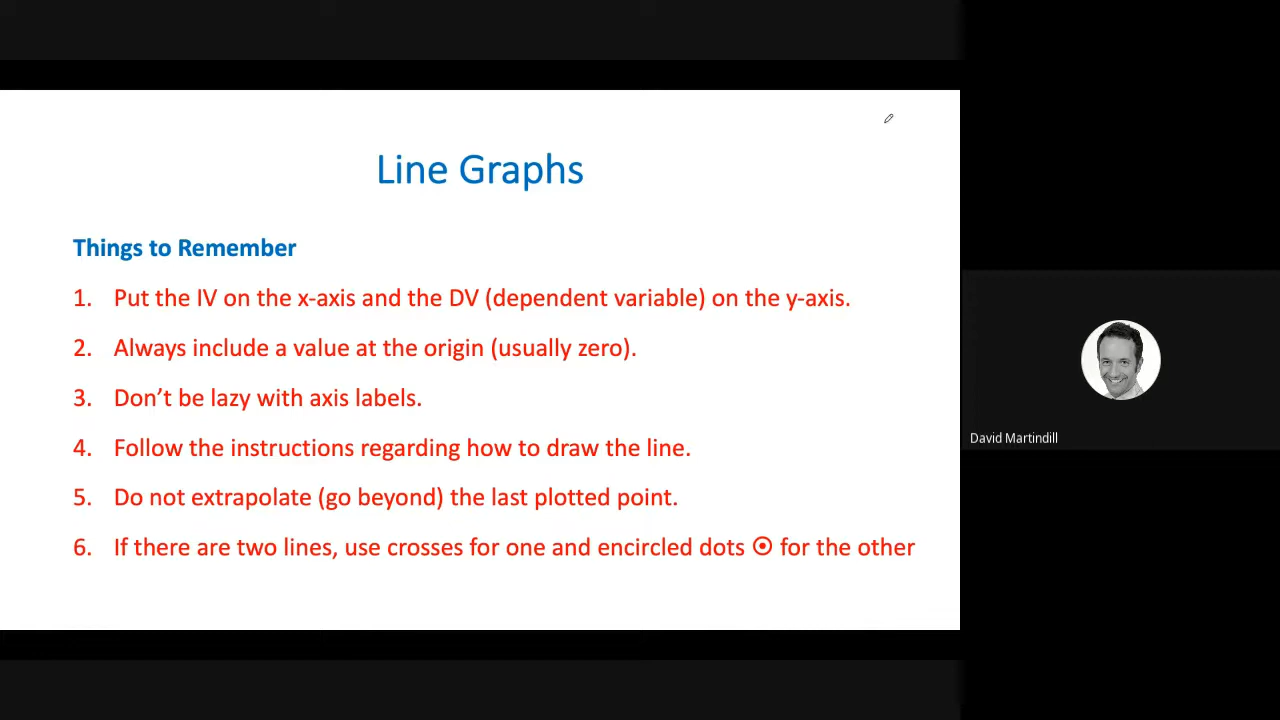 Line Graphs
Things to Remember
1. Put the IV on the x-axis and the DV (dependent variable) on the y-axis.
2. Always include a value at the origin (usually zero).
3. Don’t be lazy with axis labels.
4. Follow the instructions regarding how to draw the line.
5. Do not extrapolate (go beyond) the last plotted point.
6. If there are two lines, use crosses for one and encircled dots ⊙ for the other
David Martindill